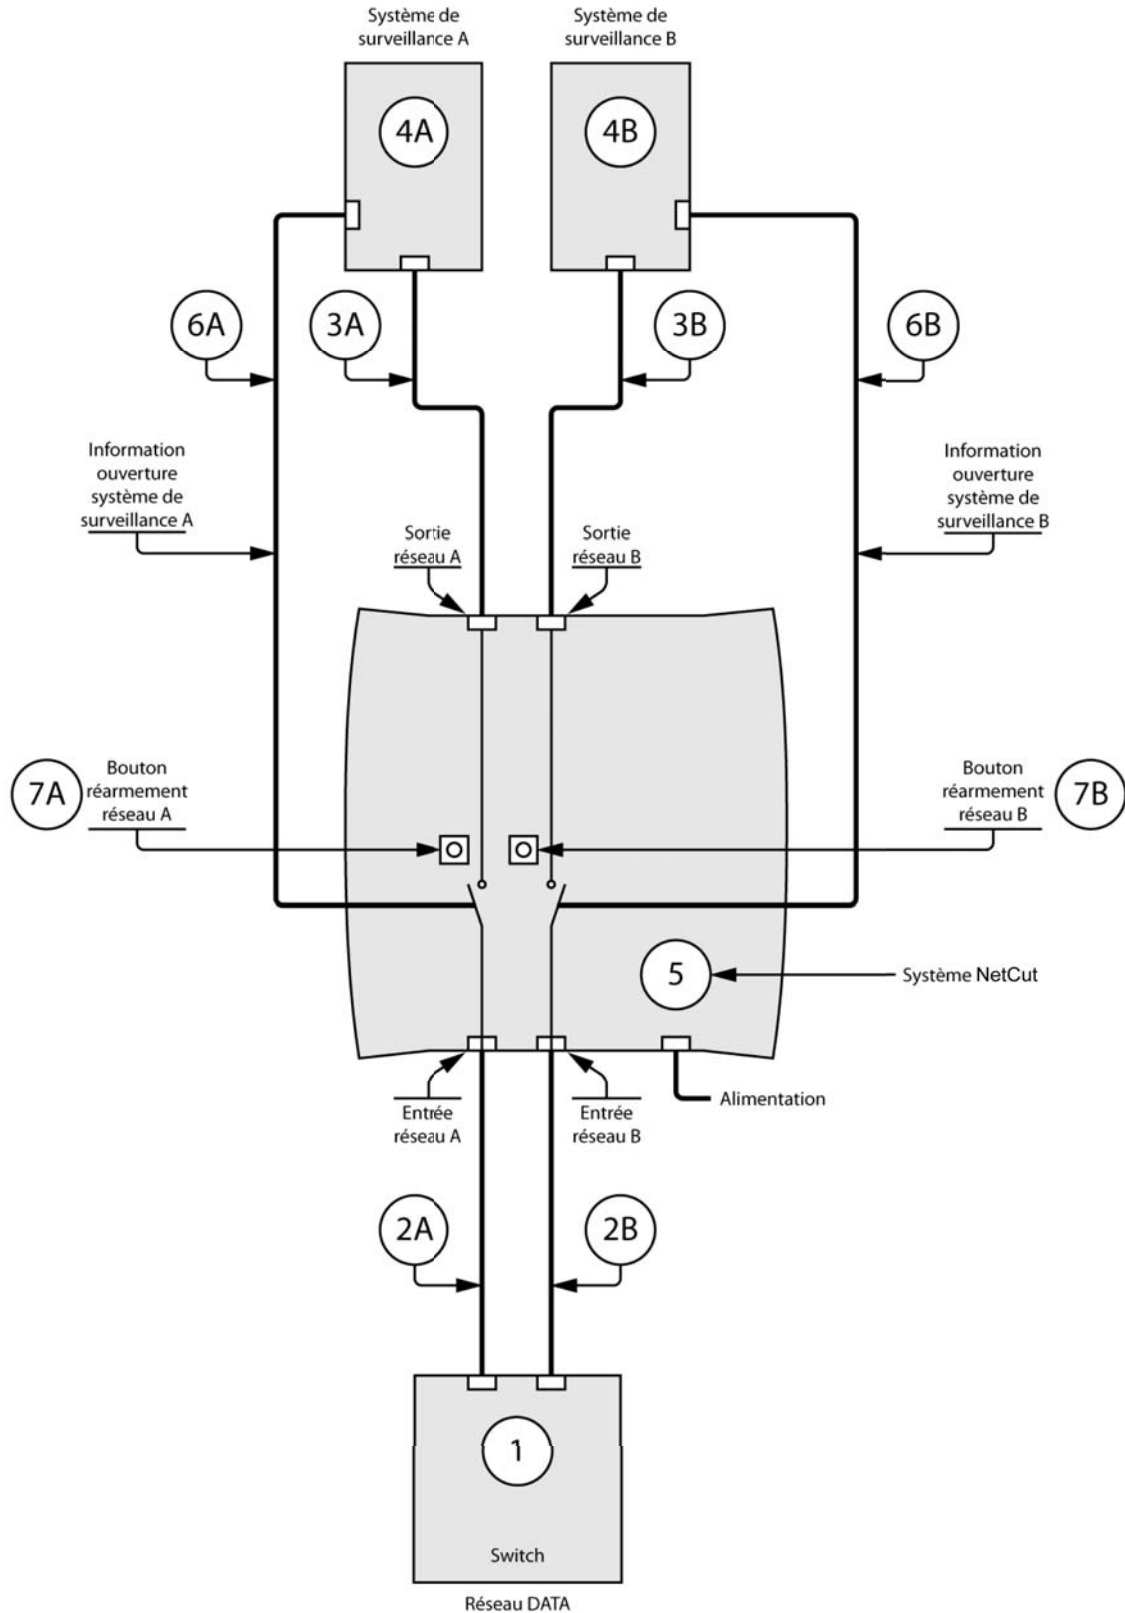 Système de
surveillance A
Système de
surveillance B
4A
4B
6A
3A
3B
6B
Information
ouverture
système de
surveillance A
Information
ouverture
système de
surveillance B
Sortie
réseau A
Sortie
réseau B
7A
Bouton
réarmement
réseau A
Bouton
réarmement
réseau B
7B
5
Système NetCut
Entrée
réseau A
Entrée
réseau B
Alimentation
2A
2B
1
Switch
Réseau DATA